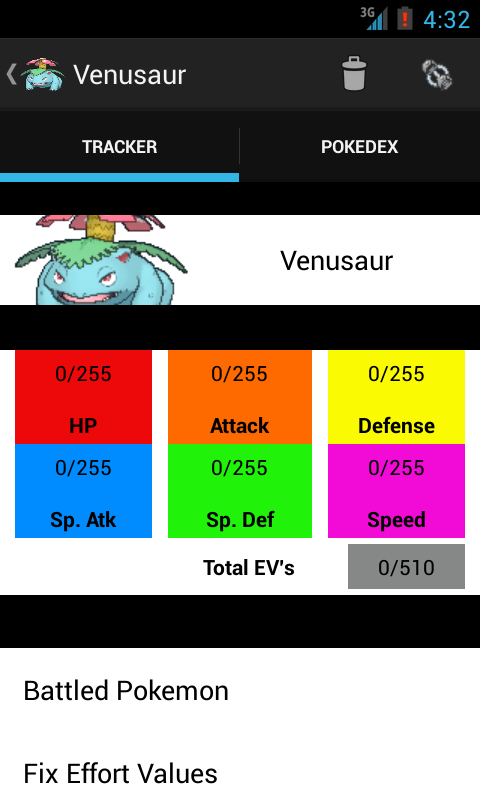 3G 4:32
Venusaur
TRACKER POKEDEX
Venusaur
0/255 0/255 0/255
HP Attack Defense
0/255 0/255 0/255
Sp. Atk Sp. Def Speed
Total EV's 0/510
Battled Pokemon
Fix Effort Values